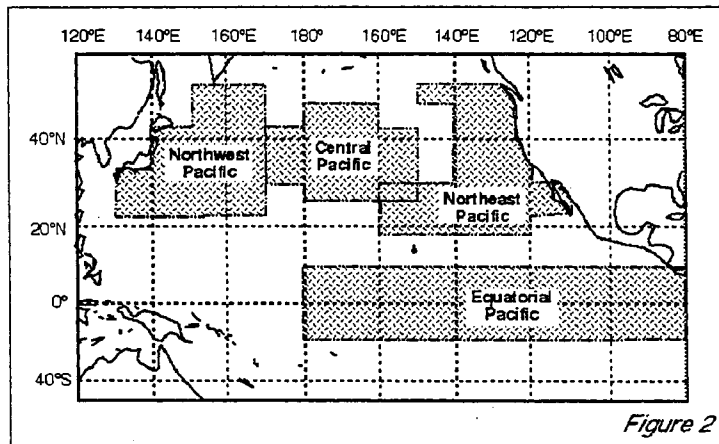 120°E 140°E 160°E 180°E 160°E 140°E 120°E 100°E 80°E
40°N
Northwest
Pacific
Central
Pacific
Northeast
Pacific
20°N
0°
Equatorial
Pacific
40°S
Figure 2